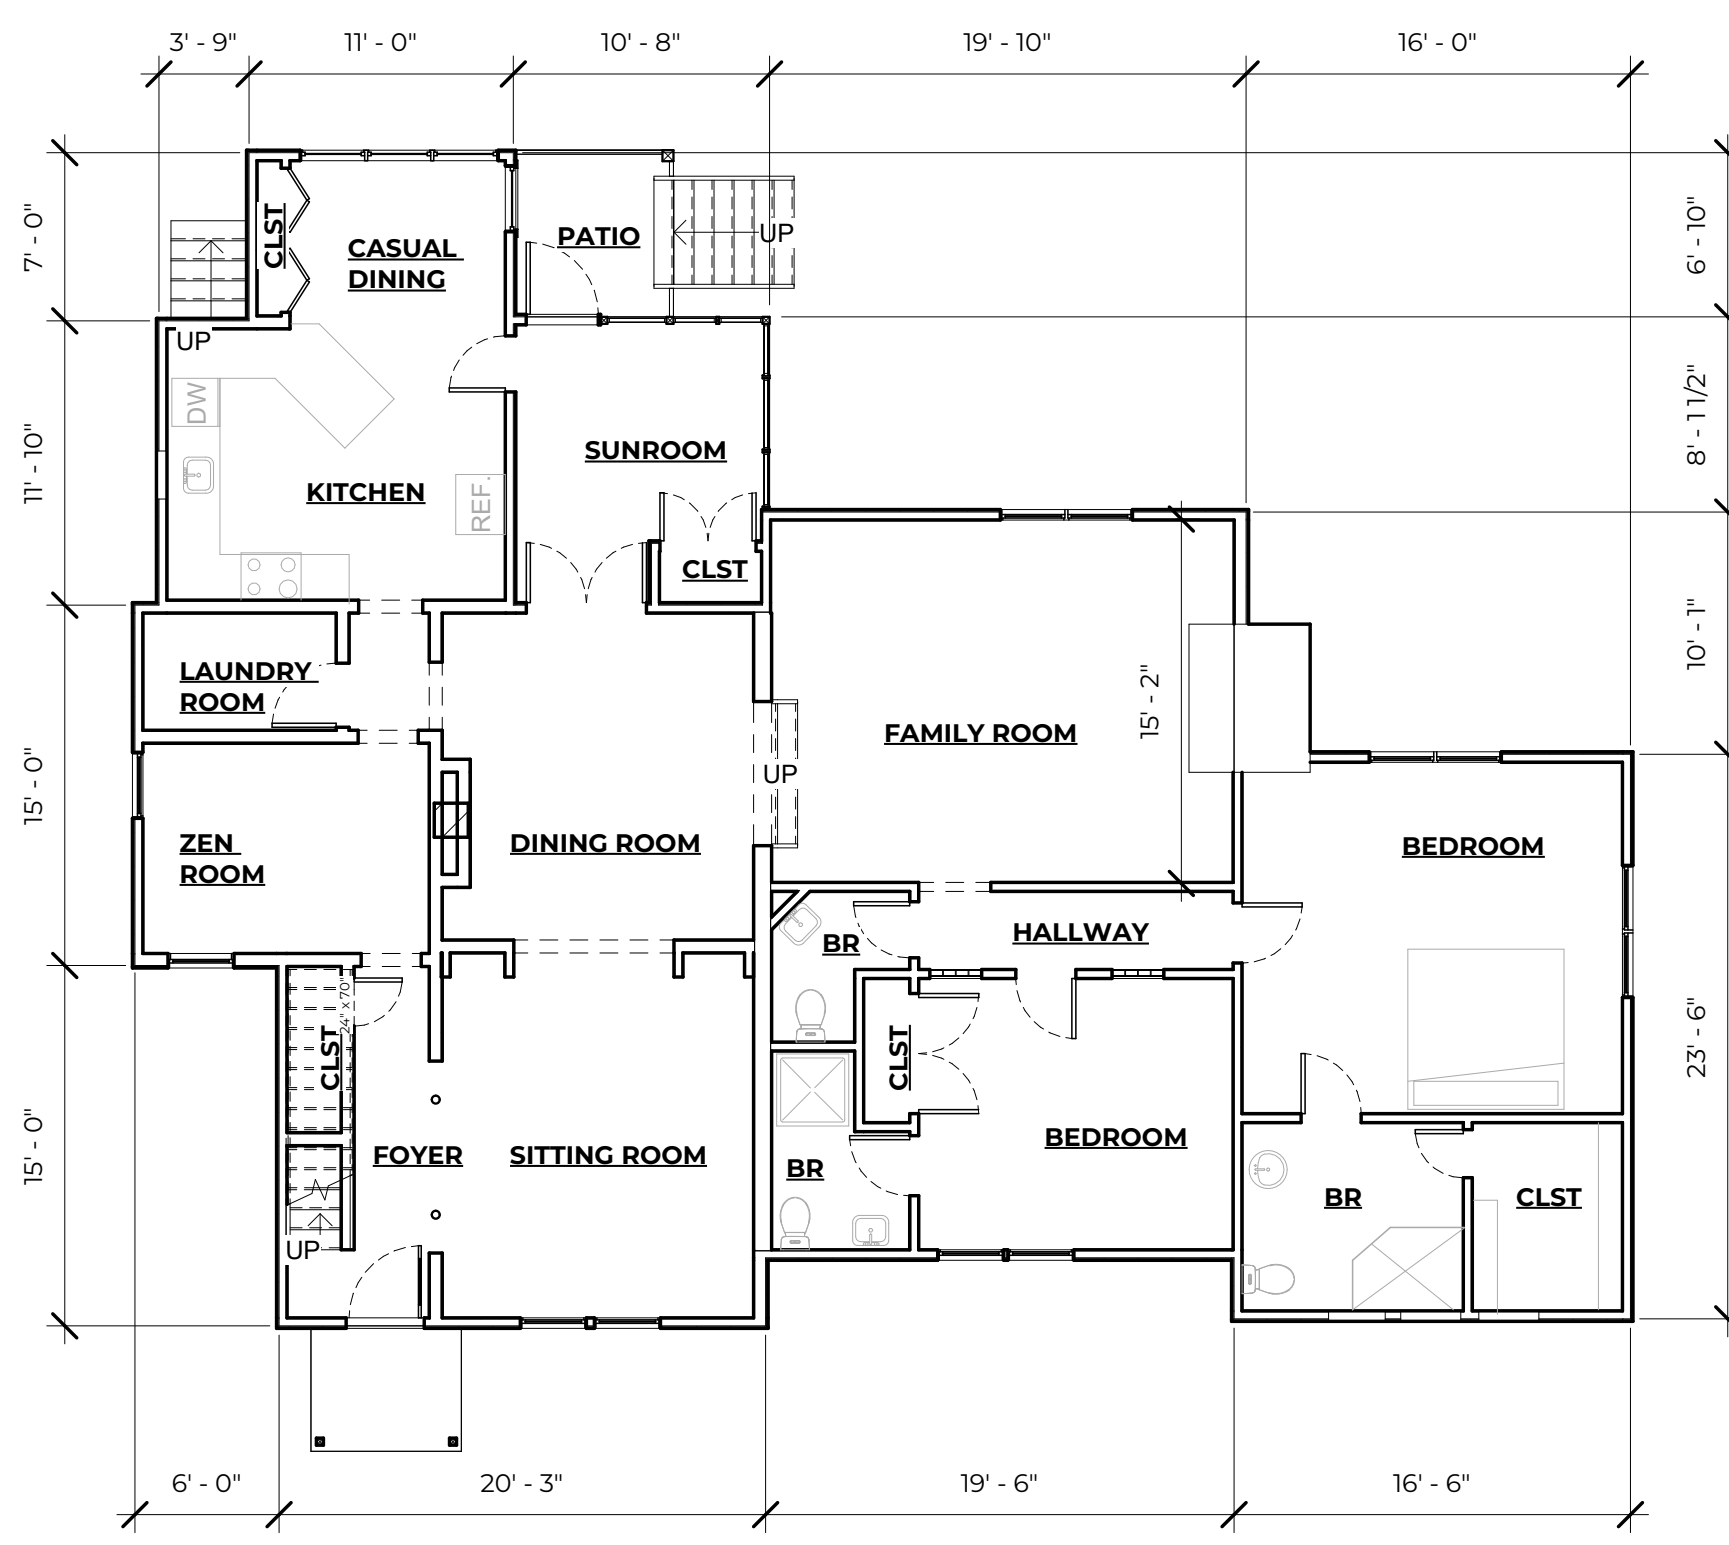 3' - 9"
11' - 0"
10' - 8"
19' - 10"
16' - 0"
7' - 0"
CLST
CASUAL
DINING
PATIO
UP
6' - 10"
UP
DW
8' - 1 1/2"
11' - 10"
KITCHEN
REF.
SUNROOM
CLST
10' - 1"
LAUNDRY
ROOM
15' - 2"
FAMILY ROOM
UP
15' - 0"
ZEN
ROOM
DINING ROOM
BEDROOM
BR
HALLWAY
24" x 70"
CLST
CLST
23' - 6"
15' - 0"
FOYER
SITTING ROOM
BR
BEDROOM
BR
CLST
UP
6' - 0"
20' - 3"
19' - 6"
16' - 6"